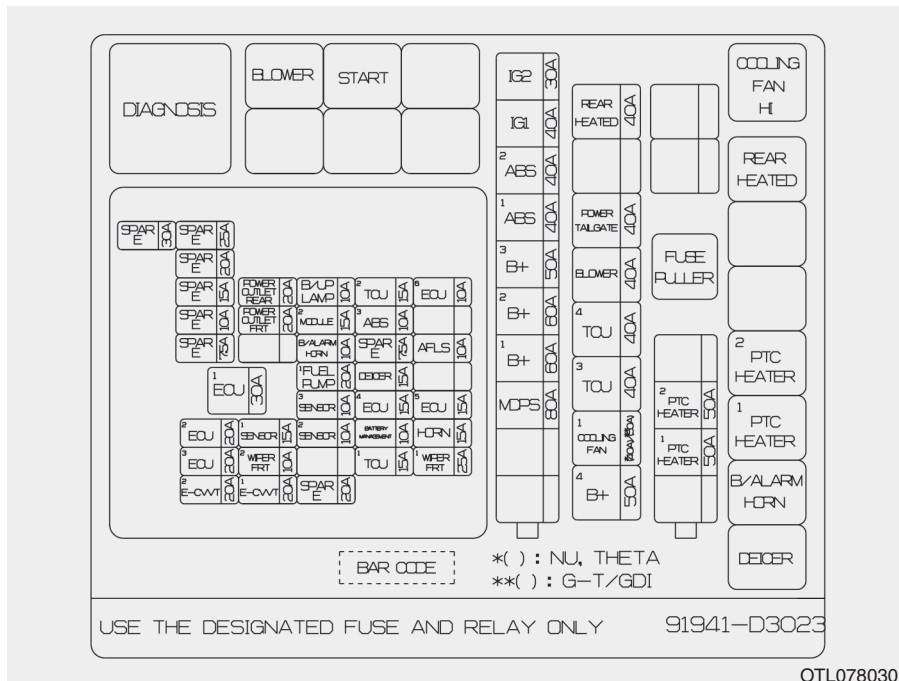 DIAGNOSIS
BLOWER
START
SPARE 30A
SPARE 25A
SPARE 20A
SPARE 15A
POWER OUTLET REAR 20A
B/UP LAMP 10A
2 TCU 15A
6 ECU 10A
SPARE 10A
POWER OUTLET FRT 20A
2 MODULE 15A
3 ABS 10A
SPARE 7.5A
B/ALARM HORN 10A
SPARE 7.5A
AFLS 10A
1 ECU 30A
1 FUEL PUMP 20A
DEICER 15A
3 SENSOR 10A
4 ECU 15A
5 ECU 15A
2 ECU 20A
1 SENSOR 15A
2 SENSOR 10A
BATTERY MANAGEMENT 10A
HORN 15A
3 ECU 20A
2 WIPER FRT 10A
1 TCU 15A
1 WIPER FRT 25A
2 E-CVVT 20A
1 E-CVVT 20A
SPARE 20A
IG2 30A
IG1 40A
2 ABS 40A
1 ABS 40A
3 B+ 50A
2 B+ 60A
1 B+ 60A
MDPS 80A
REAR HEATED 40A
POWER TAILGATE 40A
BLOWER 40A
4 TCU 40A
3 TCU 40A
1 COOLING FAN
4 B+ 50A
FUSE PULLER
2 PTC HEATER 50A
1 PTC HEATER 50A
COOLING FAN HI
REAR HEATED
2 PTC HEATER
1 PTC HEATER
B/ALARM HORN
DEICER
BAR CODE
*( ) : NU, THETA
**( ) : G-T/GDI
USE THE DESIGNATED FUSE AND RELAY ONLY
91941-D3023
OTL078030